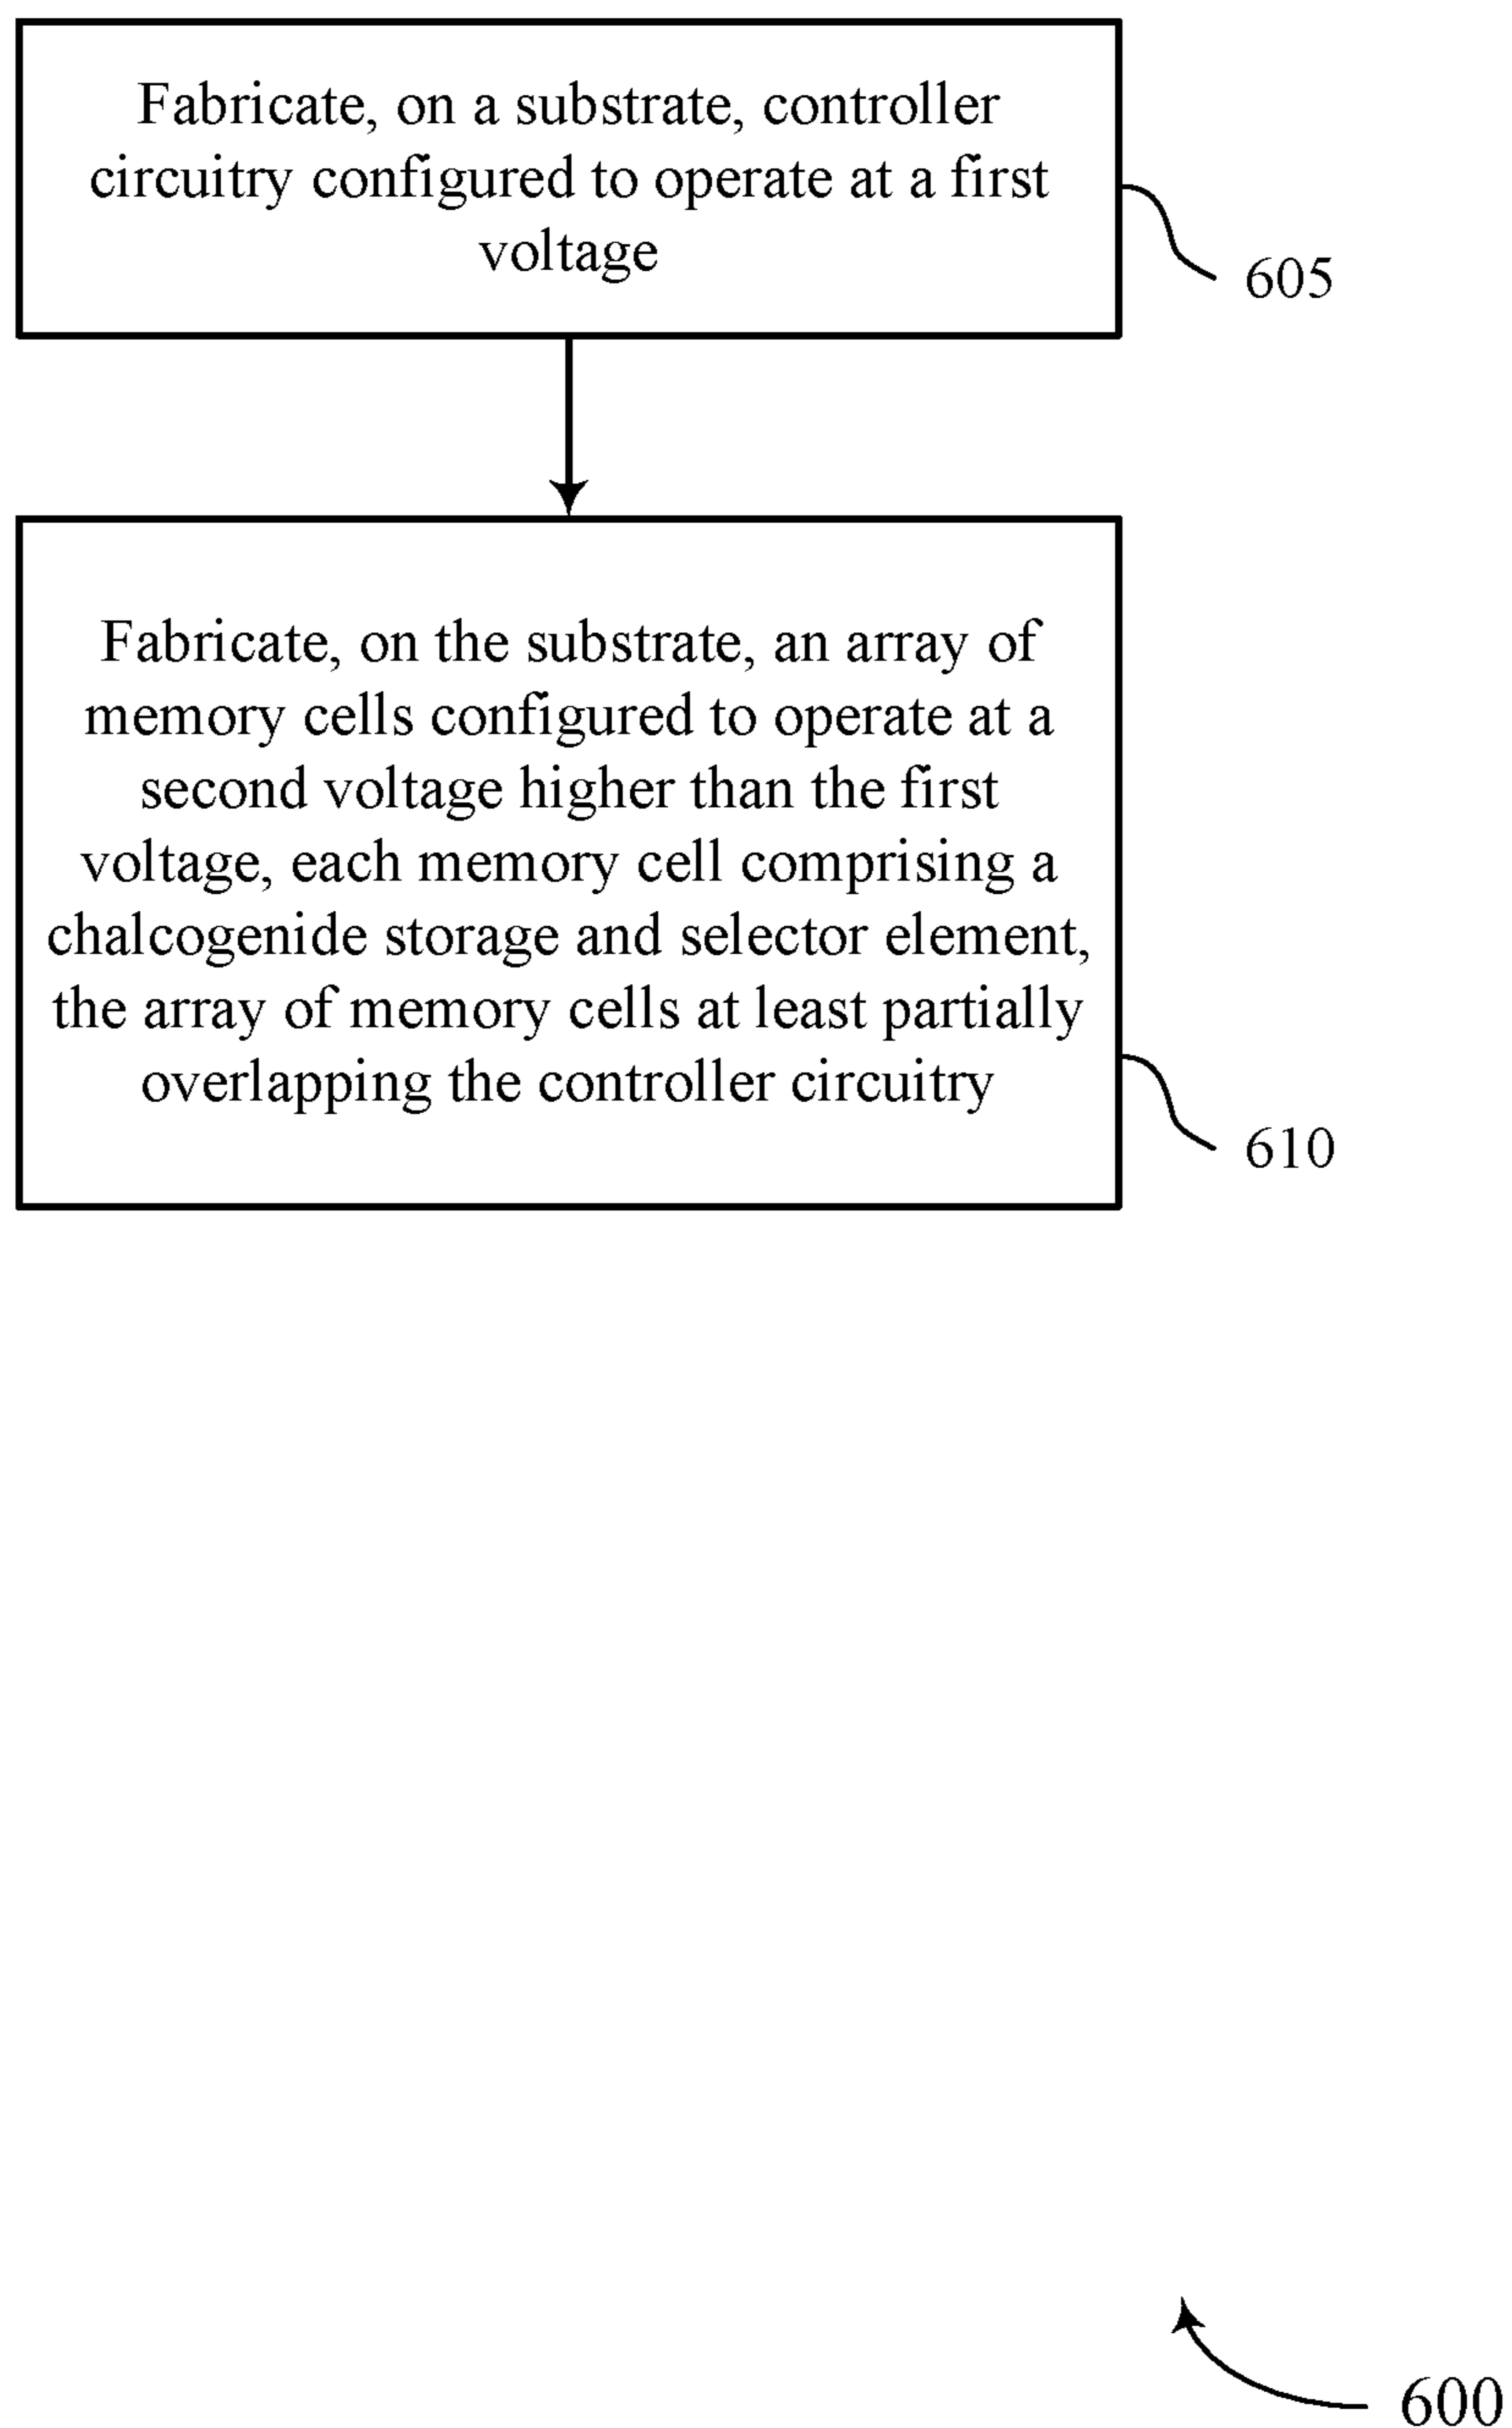 Fabricate, on a substrate, controller
circuitry configured to operate at a first
voltage
605
Fabricate, on the substrate, an array of
memory cells configured to operate at a
second voltage higher than the first
voltage, each memory cell comprising a
chalcogenide storage and selector element,
the array of memory cells at least partially
overlapping the controller circuitry
610
600